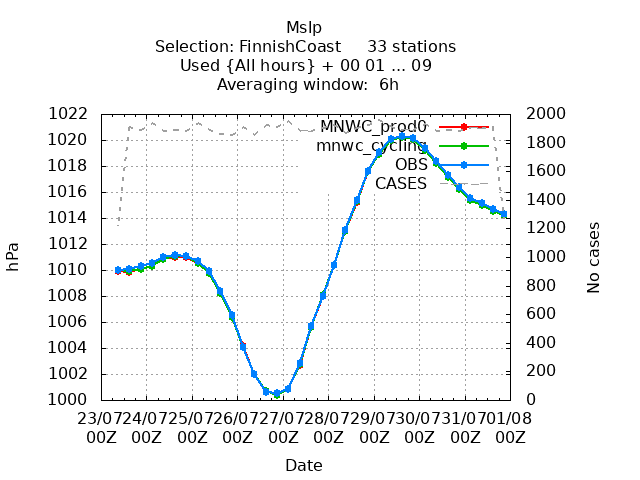 Mslp
Selection: FinnishCoast 33 stations
Used {All hours} + 00 01 ... 09
Averaging window: 6h
1022
1020
1018
1016
1014
1012
1010
1008
1006
1004
1002
1000
hPa
2000
1800
1600
1400
1200
1000
800
600
400
200
0
No cases
MNWC_prod0
mnwc_cycling
OBS
CASES
23/07 24/07 25/07 26/07 27/07 28/07 29/07 30/07 31/07 01/08
00Z 00Z 00Z 00Z 00Z 00Z 00Z 00Z 00Z 00Z
Date